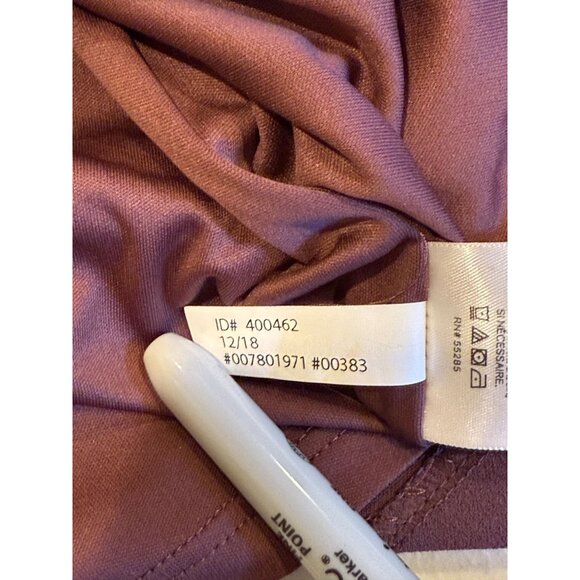 ID# 400462
12/18
#007801971 #00383
SI NÉCESSAIRE.
RN# 55285
POINT
arker